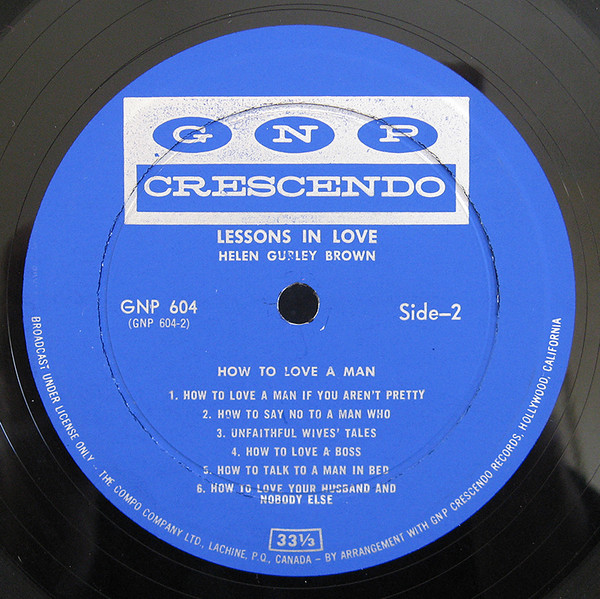 G N P
CRESCENDO
LESSONS IN LOVE
HELEN GURLEY BROWN
GNP 604
(GNP 604-2)
Side–2
HOW TO LOVE A MAN
1. HOW TO LOVE A MAN IF YOU AREN'T PRETTY
2. HOW TO SAY NO TO A MAN WHO
3. UNFAITHFUL WIVES' TALES
4. HOW TO LOVE A BOSS
5. HOW TO TALK TO A MAN IN BED
6. HOW TO LOVE YOUR HUSBAND AND
NOBODY ELSE
33⅓
BROADCAST UNDER LICENSE ONLY - THE COMPO COMPANY LTD., LACHINE, P.Q., CANADA - BY ARRANGEMENT WITH GNP CRESCENDO RECORDS, HOLLYWOOD, CALIFORNIA